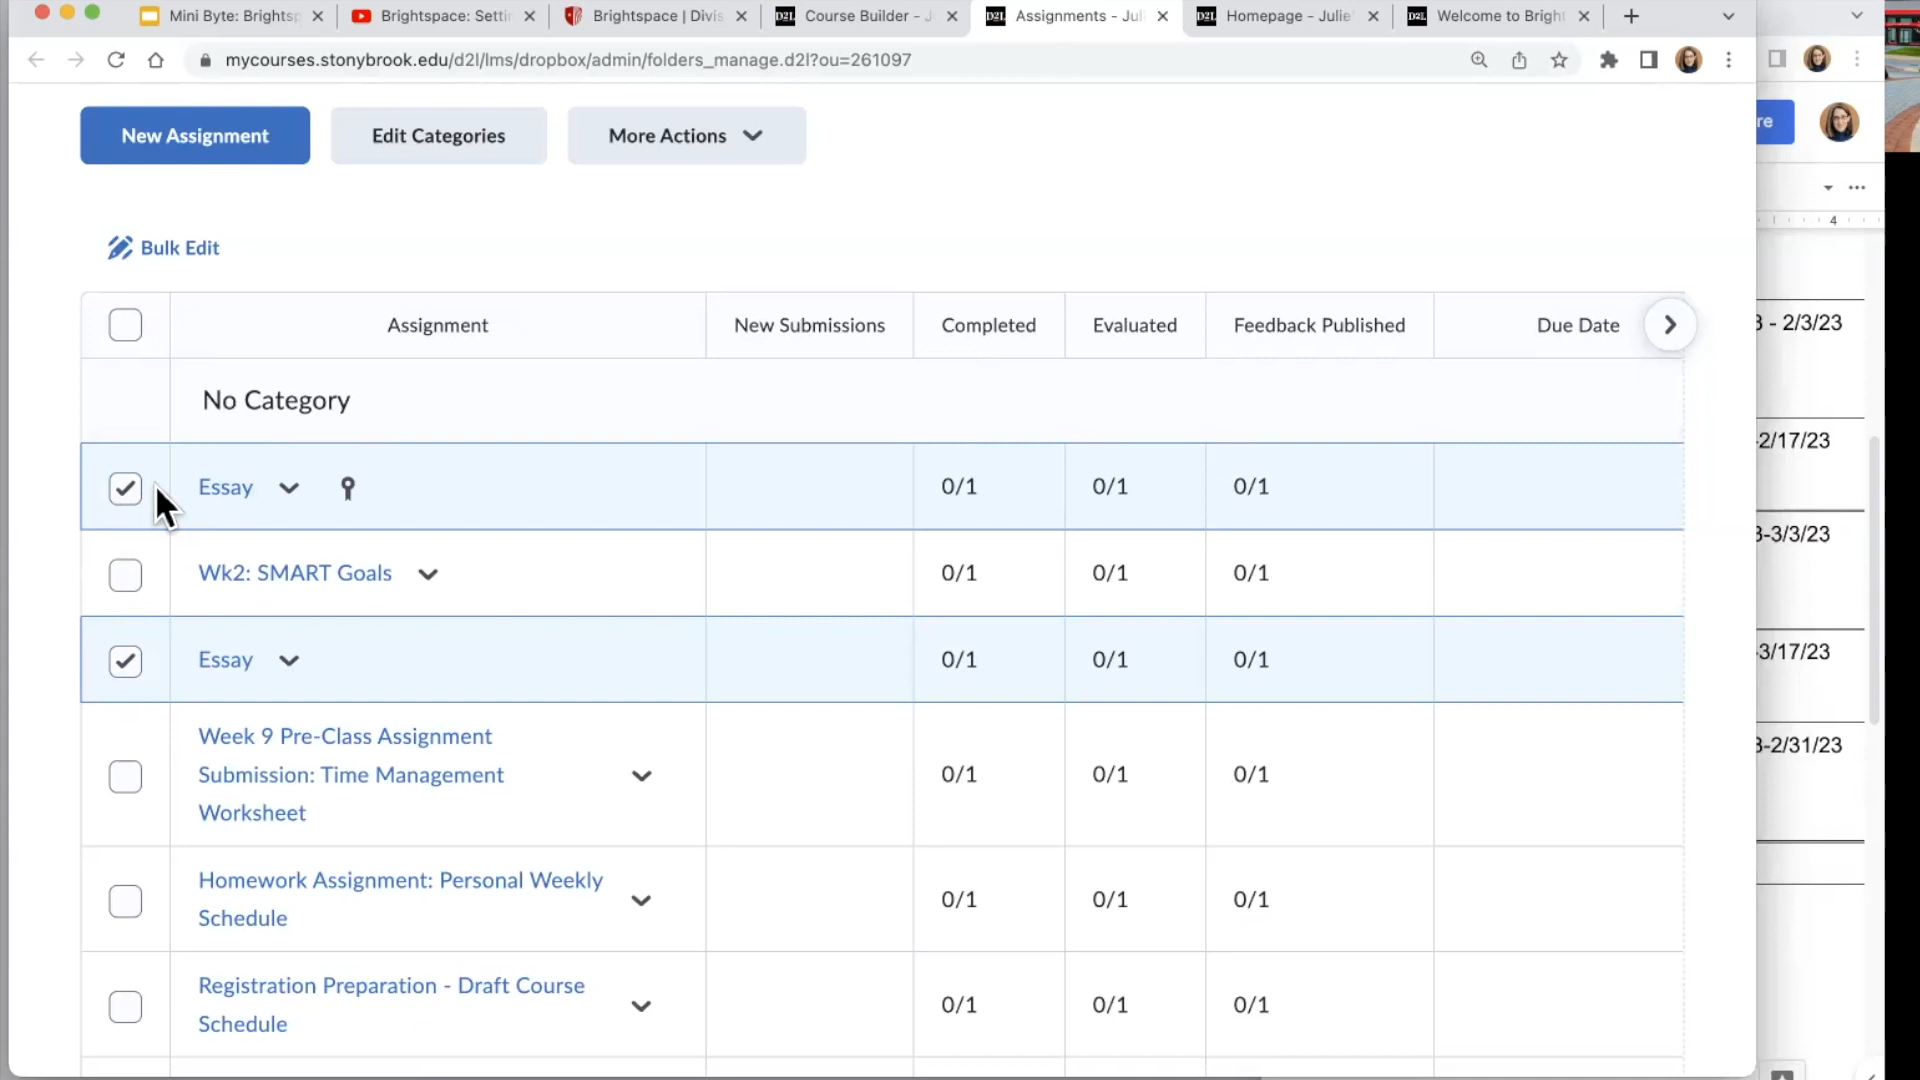 Mini Byte: Brightsp
Brightspace: Settin
Brightspace | Divis
D2L Course Builder - J
D2L Assignments - Jul
D2L Homepage - Julie'
D2L Welcome to Bright
mycourses.stonybrook.edu/d2l/lms/dropbox/admin/folders_manage.d2l?ou=261097
New Assignment
Edit Categories
More Actions
re
4
Bulk Edit
Assignment
New Submissions
Completed
Evaluated
Feedback Published
Due Date
3 - 2/3/23
No Category
-2/17/23
Essay
0/1
0/1
0/1
3-3/3/23
Wk2: SMART Goals
0/1
0/1
0/1
Essay
0/1
0/1
0/1
-3/17/23
Week 9 Pre-Class Assignment
Submission: Time Management
Worksheet
0/1
0/1
0/1
3-2/31/23
Homework Assignment: Personal Weekly
Schedule
0/1
0/1
0/1
Registration Preparation - Draft Course
Schedule
0/1
0/1
0/1